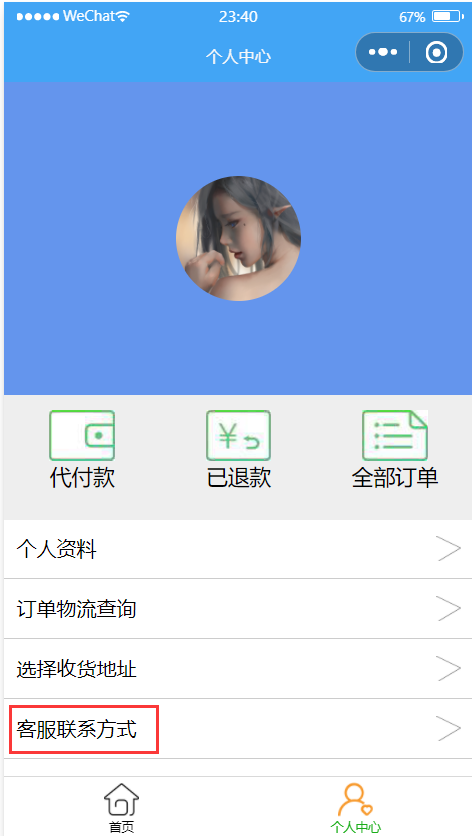 WeChat 23:40 67%
个人中心
代付款 已退款 全部订单
个人资料
订单物流查询
选择收货地址
客服联系方式
首页 个人中心